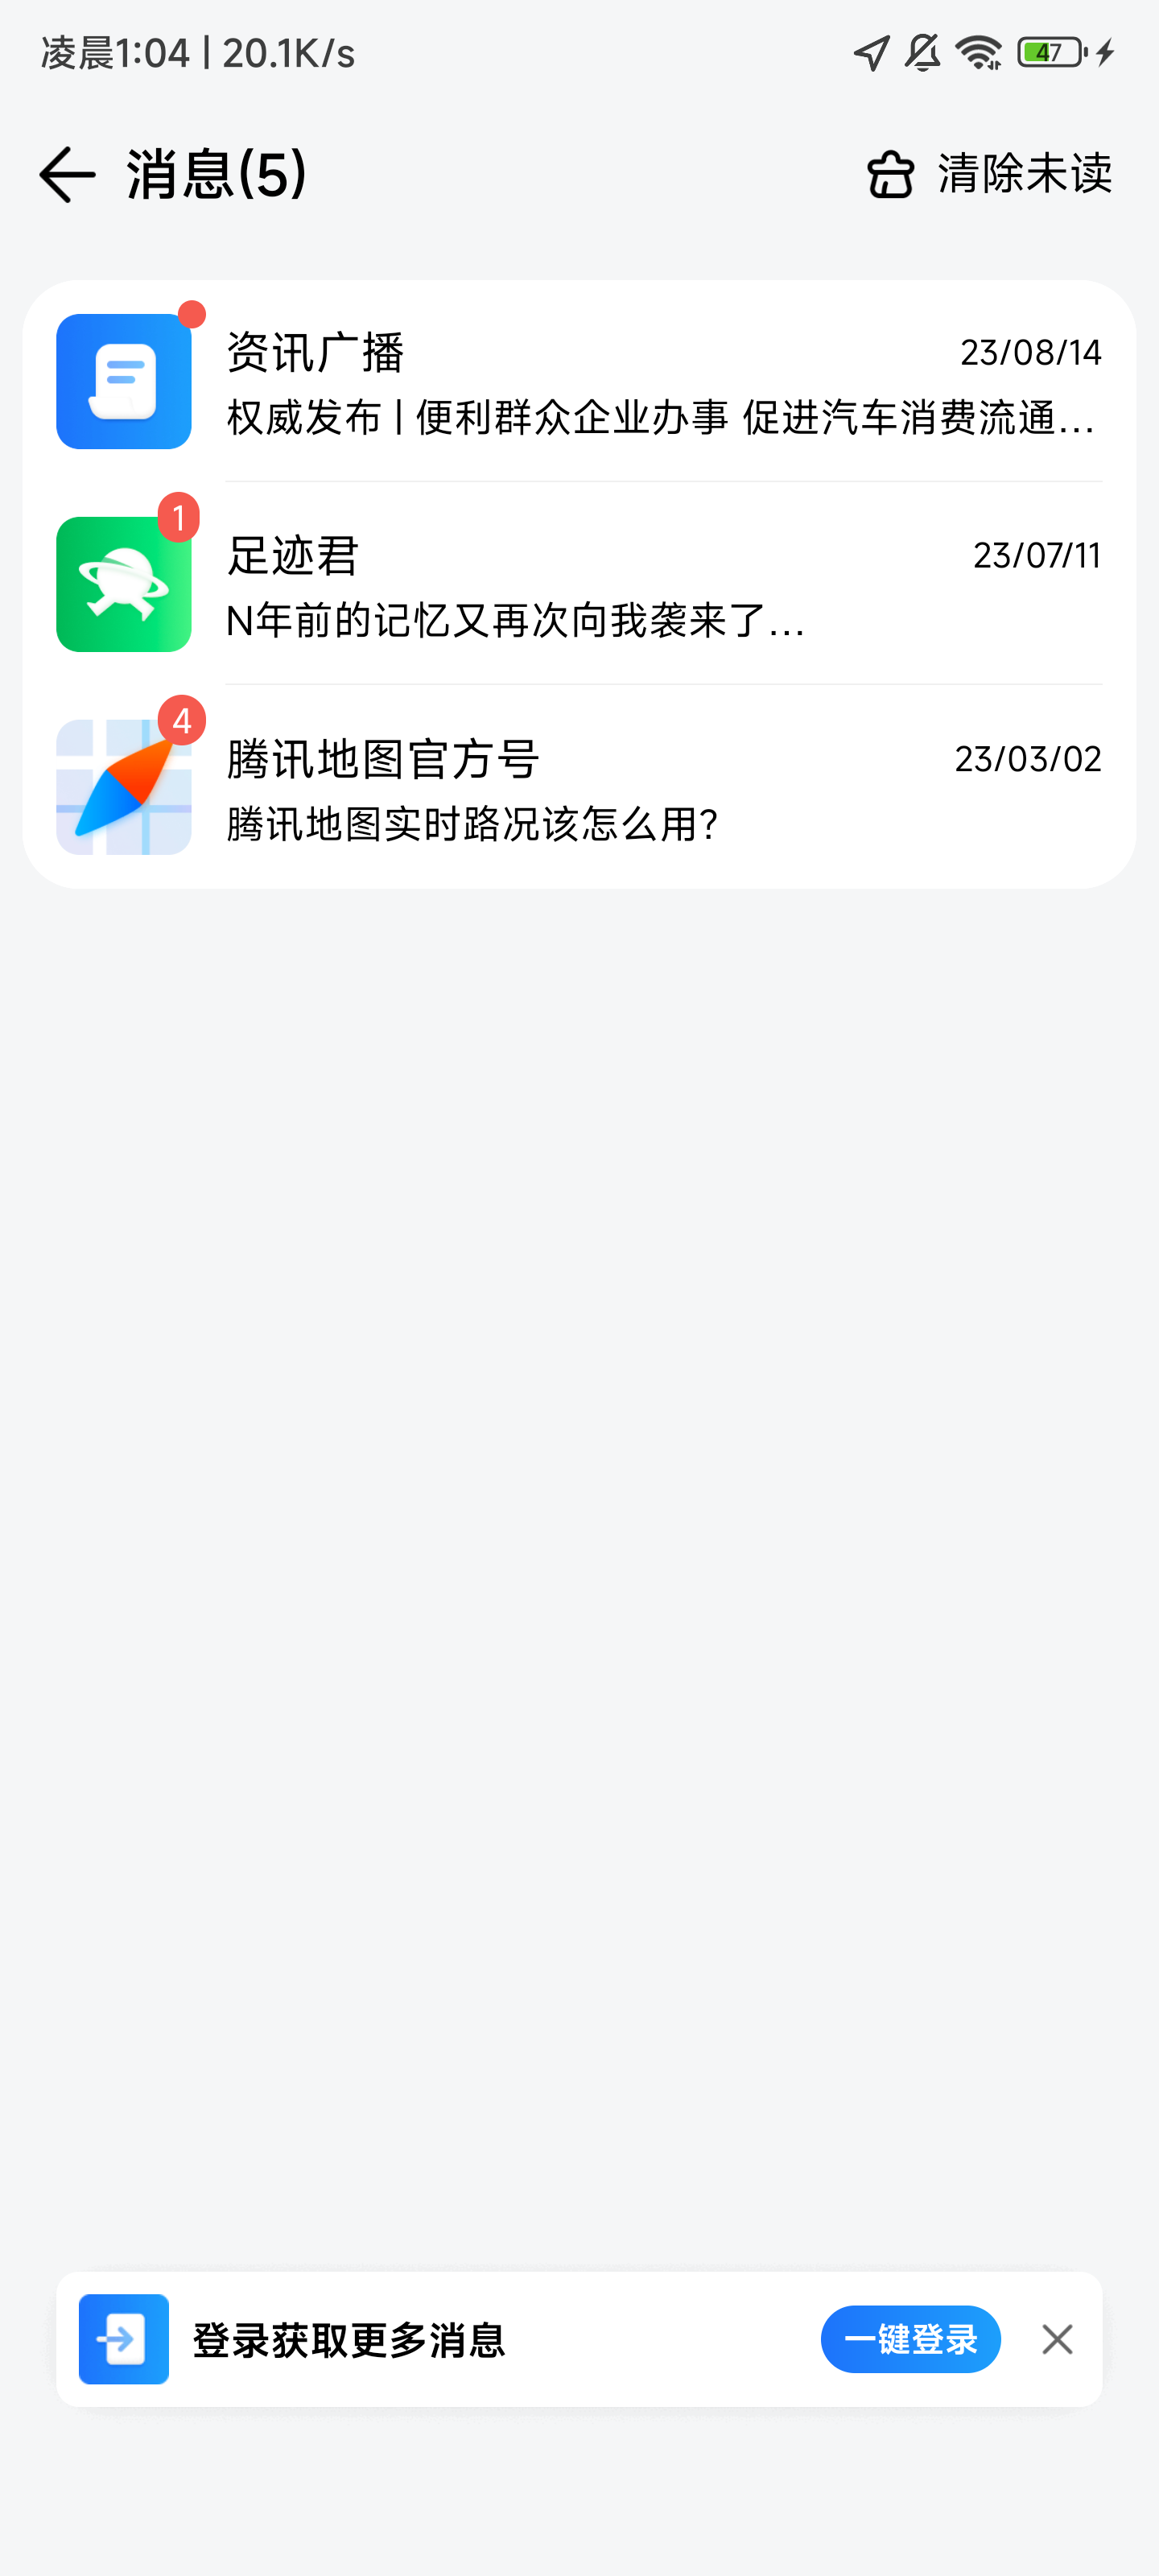 凌晨1:04 | 20.1K/s
47
消息(5)
清除未读
资讯广播
23/08/14
权威发布 | 便利群众企业办事 促进汽车消费流通...
1
足迹君
23/07/11
N年前的记忆又再次向我袭来了...
4
腾讯地图官方号
23/03/02
腾讯地图实时路况该怎么用?
登录获取更多消息
一键登录